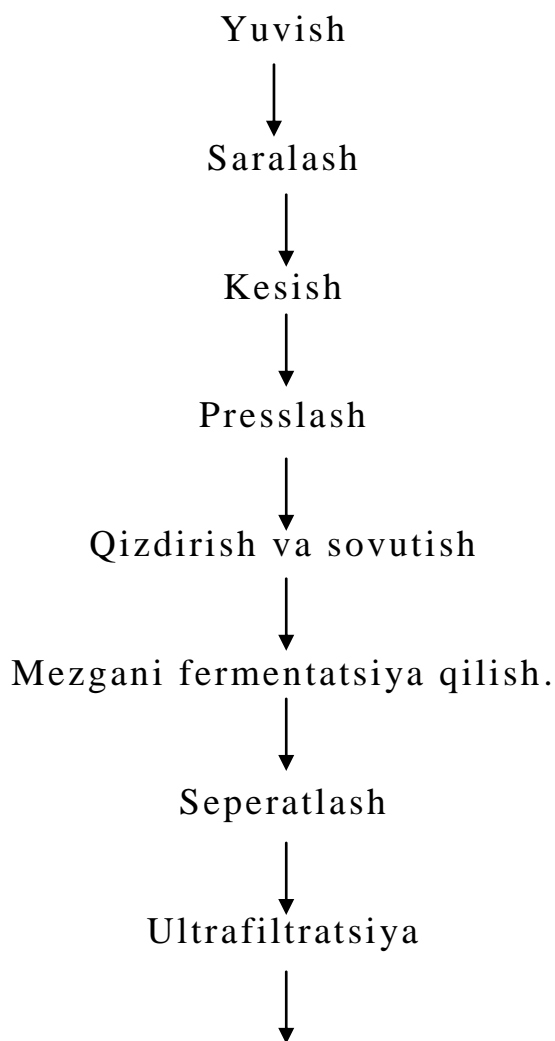 Yuvish
Saralash
Kesish
Presslash
Qizdirish va sovutish
Mezgani fermentatsiya qilish.
Seperatlash
Ultrafiltratsiya